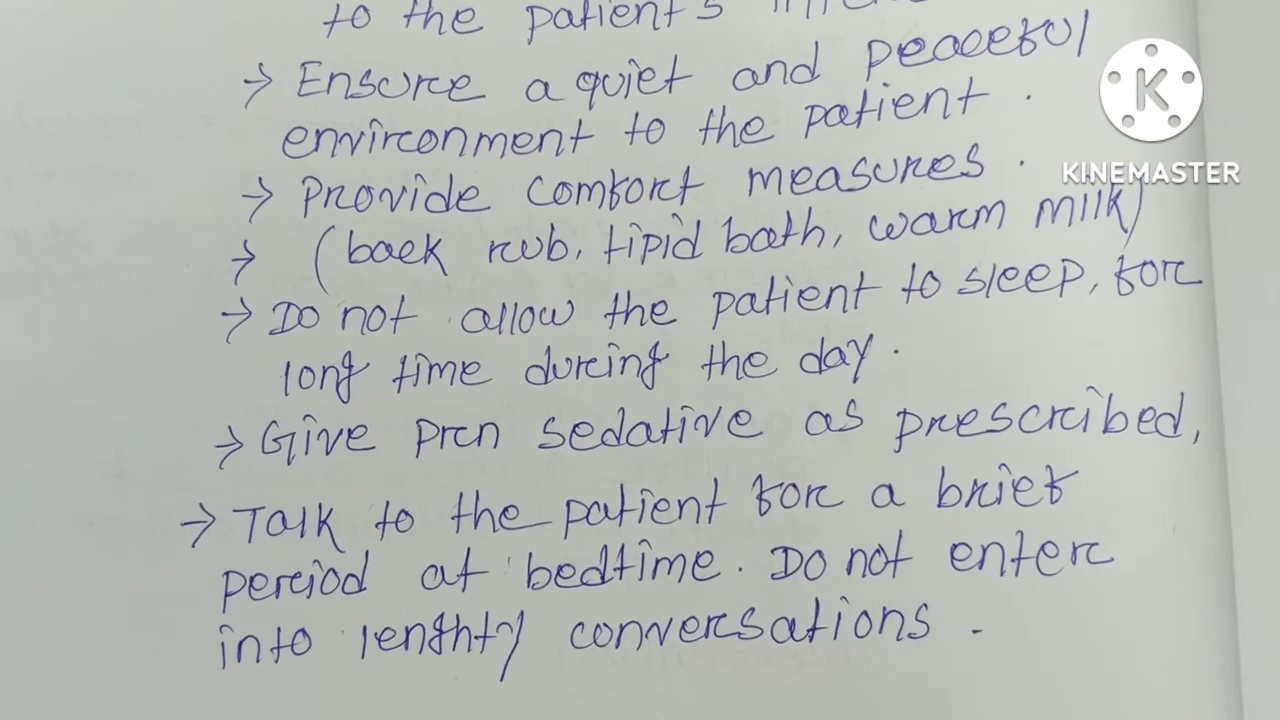 to the patient's
→ Ensure a quiet and peaceful
environment to the patient.
→ Provide comfort measures.
→ (back rub, tipid bath, warm milk)
→ Do not allow the patient to sleep, for
long time during the day.
→ Give prn sedative as prescribed,
→ Talk to the patient for a brief
period at bedtime. Do not enter
into lenghty conversations.
K
KINEMASTER